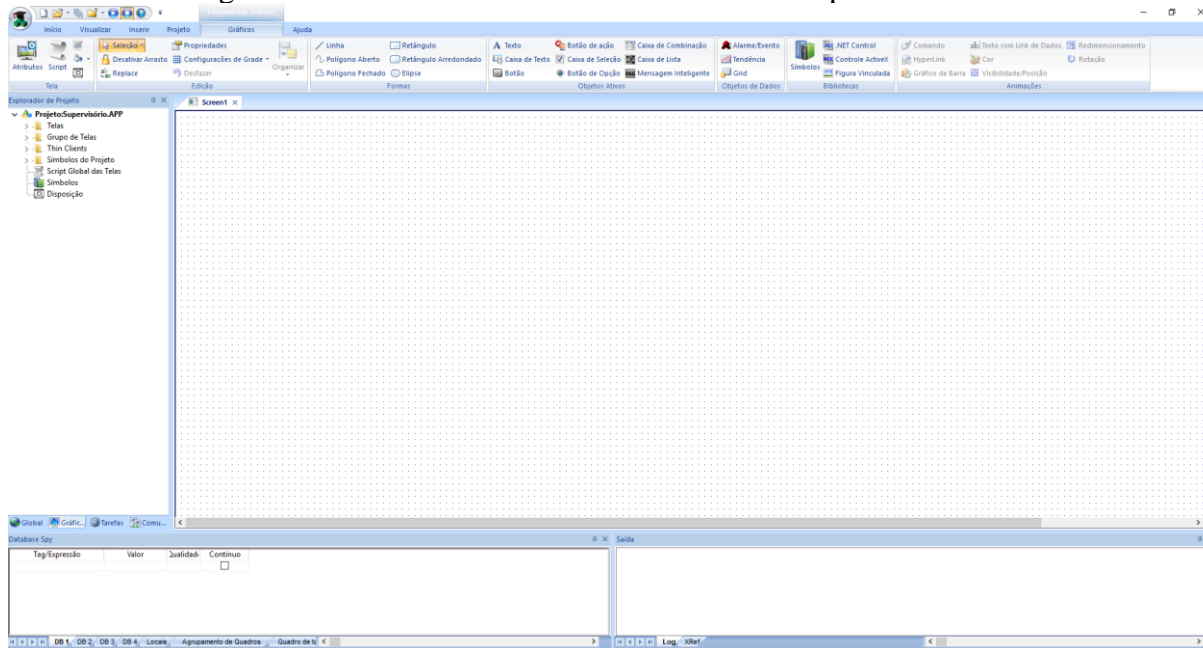 Início Visualizar Inserir Projeto Gráficos Ajuda
Atributos Script
Seleção
Desativar Arrasto
Replace
Propriedades
Configurações de Grade
Desfazer
Organizar
Linha
Polígono Aberto
Polígono Fechado
Retângulo
Retângulo Arredondado
Elipse
A Texto
Caixa de Texto
Botão
Botão de ação
Caixa de Seleção
Botão de Opção
Caixa de Combinação
Caixa de Lista
Mensagem Inteligente
Alarme/Evento
Tendência
Grid
Símbolos
.NET Control
Controle ActiveX
Figura Vinculada
Comando
HyperLink
Gráfico de Barra
Texto com Link de Dados
Cor
Visibilidade/Posição
Redimensionamento
Rotação
Tela Edição Formas Objetos Ativos Objetos de Dados Bibliotecas Animações
Explorador de Projeto
Screen1
Projeto:Supervisório.APP
Telas
Grupo de Telas
Thin Clients
Símbolos do Projeto
Script Global das Telas
Símbolos
Disposição
Global Gráfic... Tarefas Comu...
Database Spy
Saída
Tag/Expressão Valor Contínuo
DB 1 DB 2 DB 3 DB 4 Locais Agrupamento de Quadros
Log XRef